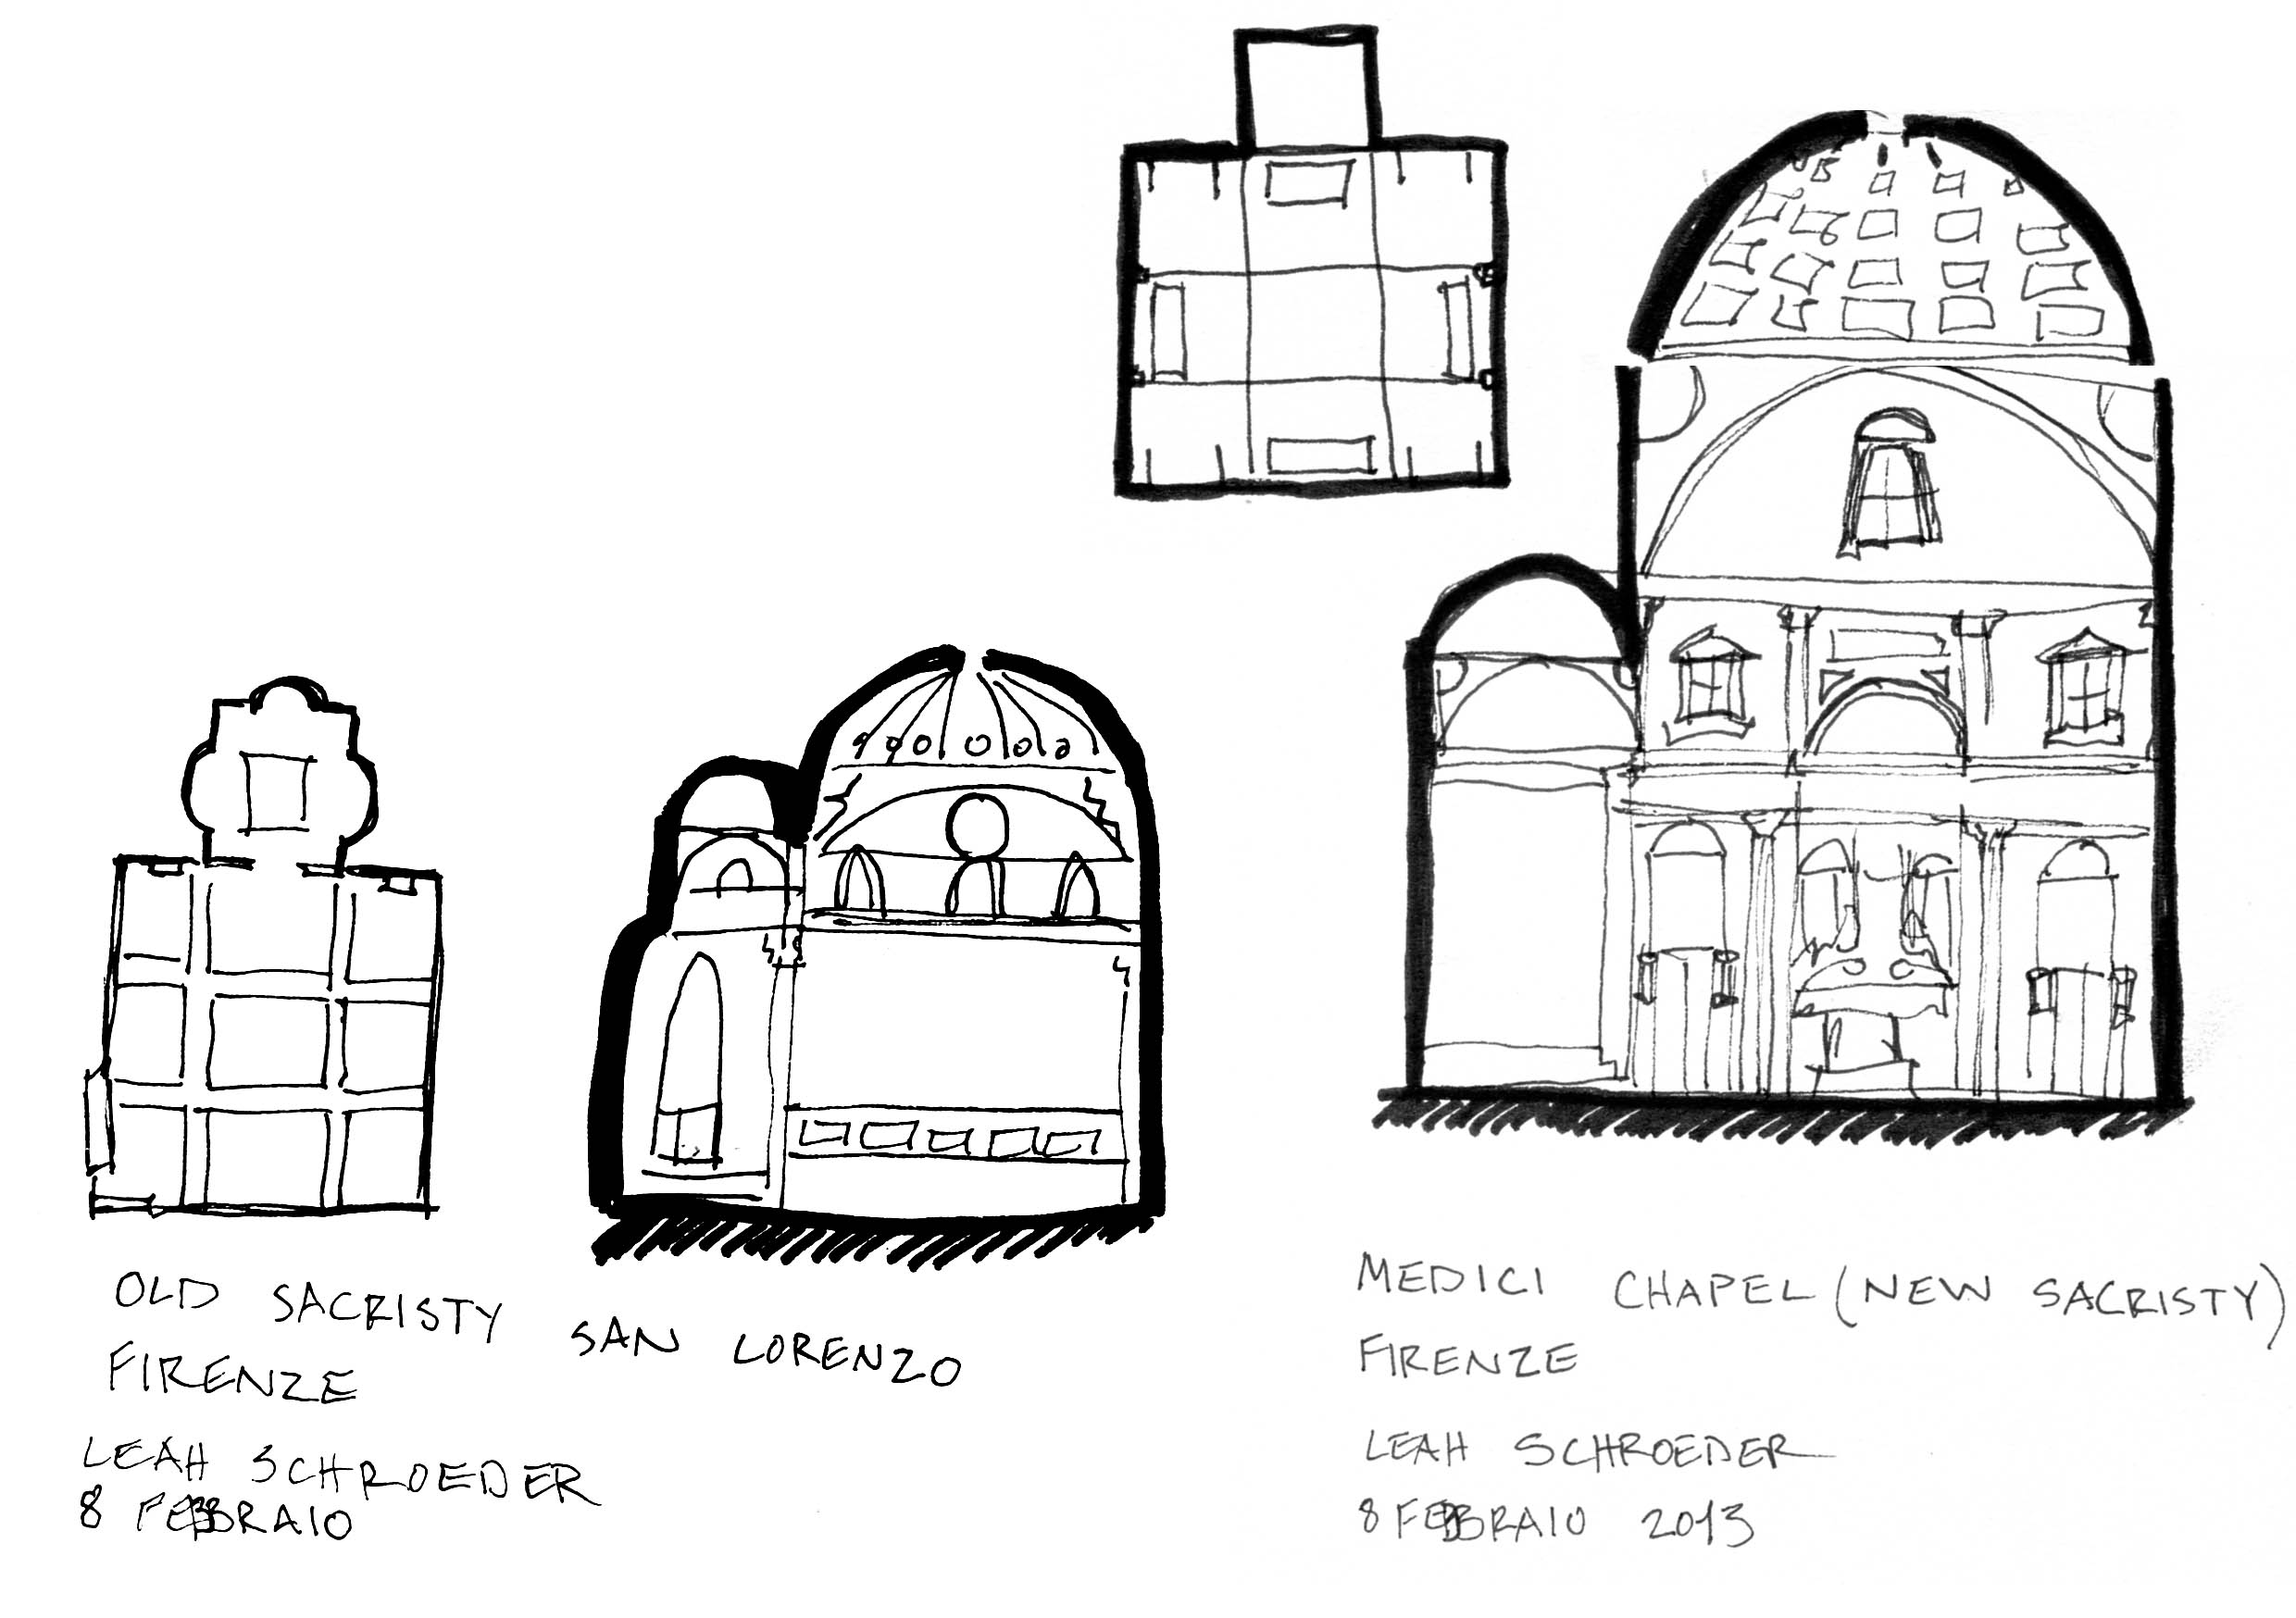 OLD SACRISTY SAN LORENZO
FIRENZE
LEAH SCHROEDER
8 FEBBRAIO
MEDICI CHAPEL (NEW SACRISTY)
FIRENZE
LEAH SCHROEDER
8 FEBBRAIO 2013